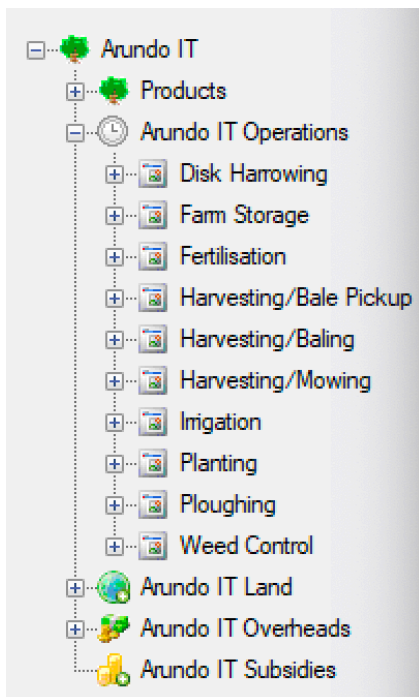 Arundo IT
Products
Arundo IT Operations
Disk Harrowing
Farm Storage
Fertilisation
Harvesting/Bale Pickup
Harvesting/Baling
Harvesting/Mowing
Irrigation
Planting
Ploughing
Weed Control
Arundo IT Land
Arundo IT Overheads
Arundo IT Subsidies